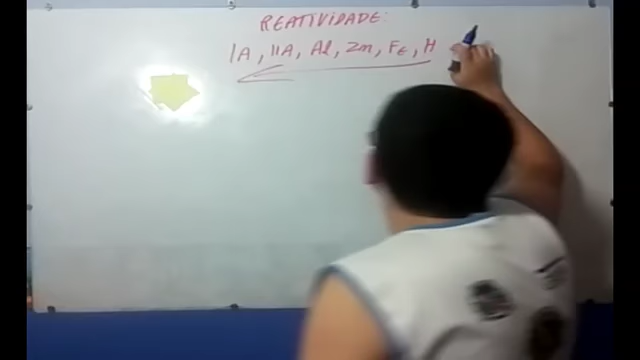 REATIVIDADE:
IA, IIA, Al, Zn, Fe, H